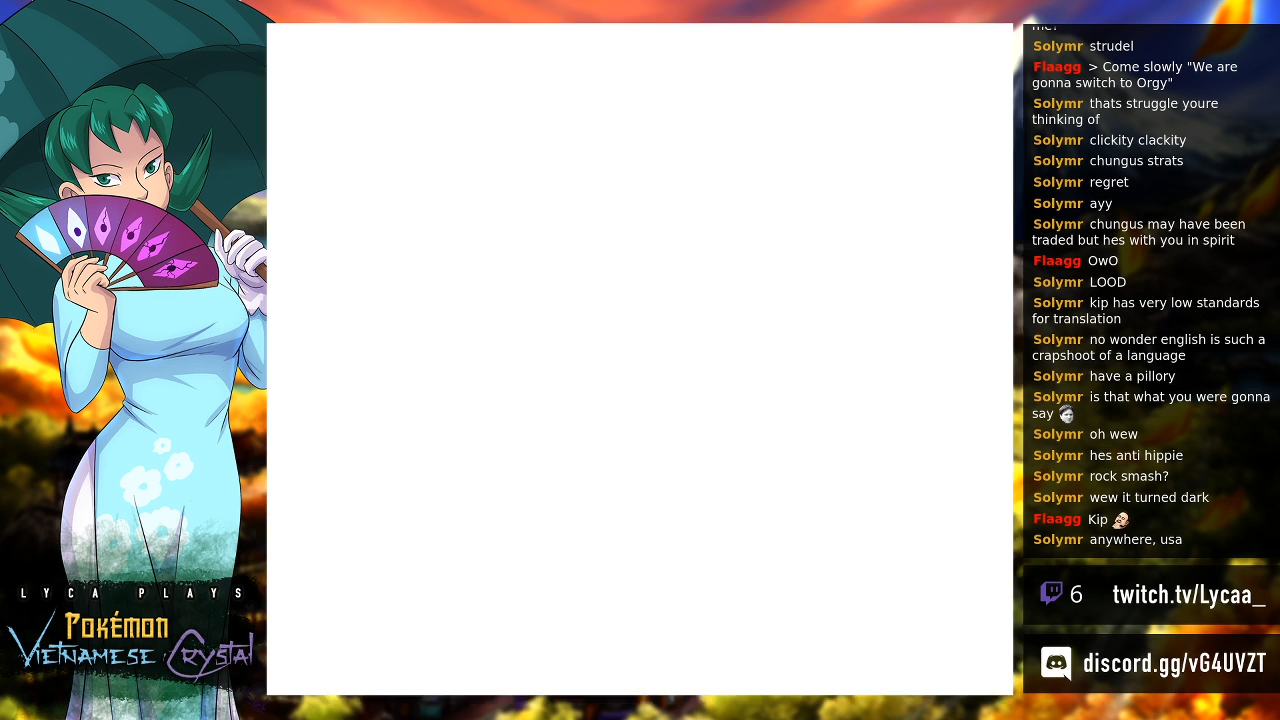 me?
Solymr strudel
Flaagg > Come slowly "We are
gonna switch to Orgy"
Solymr thats struggle youre
thinking of
Solymr clickity clackity
Solymr chungus strats
Solymr regret
Solymr ayy
Solymr chungus may have been
traded but hes with you in spirit
Flaagg OwO
Solymr LOOD
Solymr kip has very low standards
for translation
Solymr no wonder english is such a
crapshoot of a language
Solymr have a pillory
Solymr is that what you were gonna
say
Solymr oh wew
Solymr hes anti hippie
Solymr rock smash?
Solymr wew it turned dark
Flaagg Kip
Solymr anywhere, usa
6 twitch.tv/Lycaa_
discord.gg/vG4UVZT
LYCA PLAYS
POKÉMON
VIETNAMESE CRYSTAL